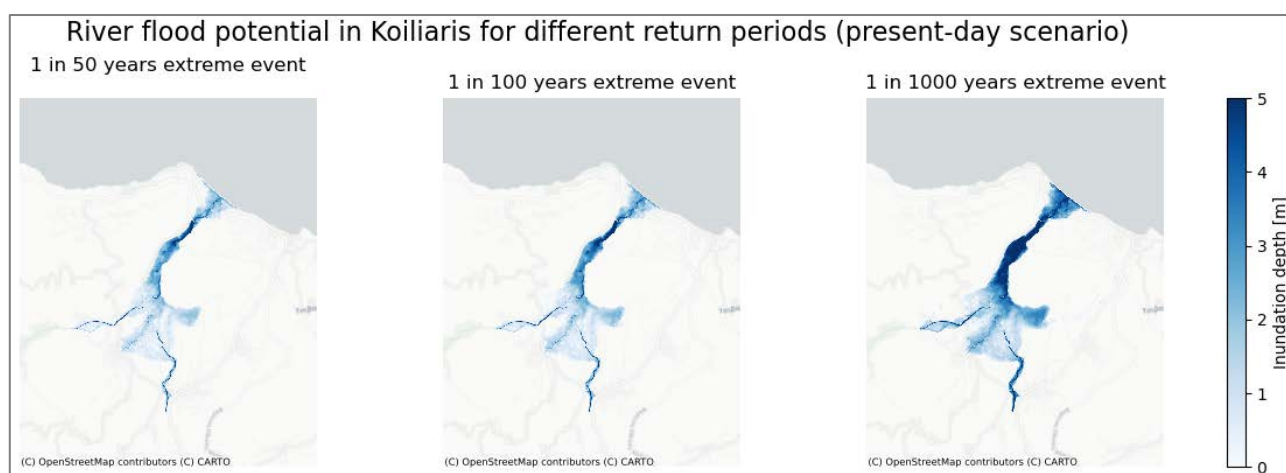 River flood potential in Koiliaris for different return periods (present-day scenario)
1 in 50 years extreme event
1 in 100 years extreme event
1 in 1000 years extreme event
5
4
3
2
1
0
Inundation depth [m]
(C) OpenStreetMap contributors (C) CARTO
(C) OpenStreetMap contributors (C) CARTO
(C) OpenStreetMap contributors (C) CARTO